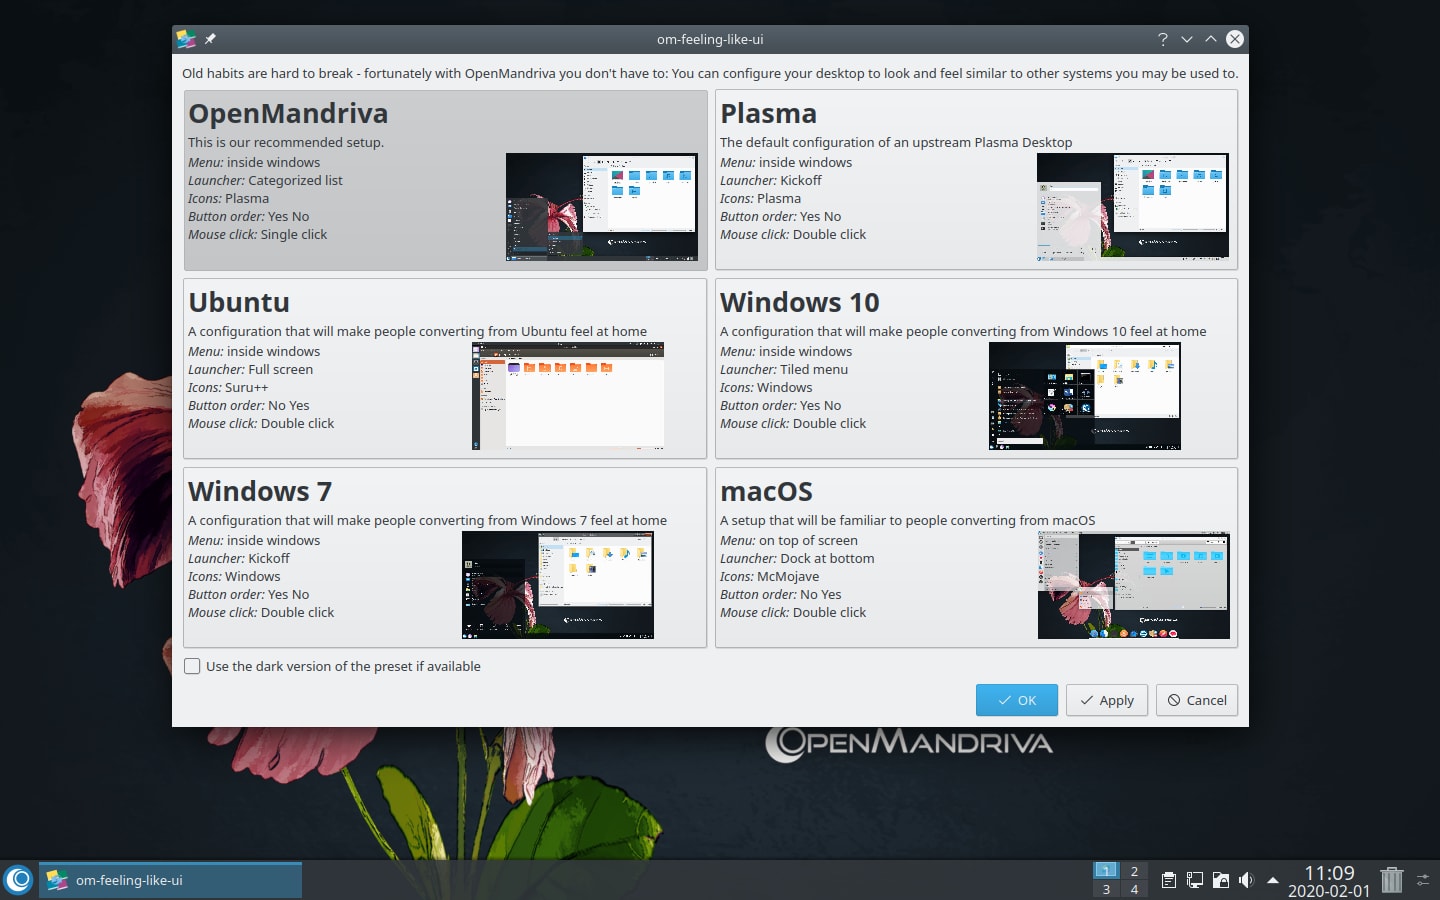 om-feeling-like-ui
Old habits are hard to break - fortunately with OpenMandriva you don't have to: You can configure your desktop to look and feel similar to other systems you may be used to.
OpenMandriva
This is our recommended setup.
Menu: inside windows
Launcher: Categorized list
Icons: Plasma
Button order: Yes No
Mouse click: Single click
Plasma
The default configuration of an upstream Plasma Desktop
Menu: inside windows
Launcher: Kickoff
Icons: Plasma
Button order: Yes No
Mouse click: Double click
Ubuntu
A configuration that will make people converting from Ubuntu feel at home
Menu: inside windows
Launcher: Full screen
Icons: Suru++
Button order: No Yes
Mouse click: Double click
Windows 10
A configuration that will make people converting from Windows 10 feel at home
Menu: inside windows
Launcher: Tiled menu
Icons: Windows
Button order: Yes No
Mouse click: Double click
Windows 7
A configuration that will make people converting from Windows 7 feel at home
Menu: inside windows
Launcher: Kickoff
Icons: Windows
Button order: Yes No
Mouse click: Double click
macOS
A setup that will be familiar to people converting from macOS
Menu: on top of screen
Launcher: Dock at bottom
Icons: McMojave
Button order: No Yes
Mouse click: Double click
Use the dark version of the preset if available
OK
Apply
Cancel
OPENMANDRIVA
om-feeling-like-ui
1 2
3 4
11:09
2020-02-01